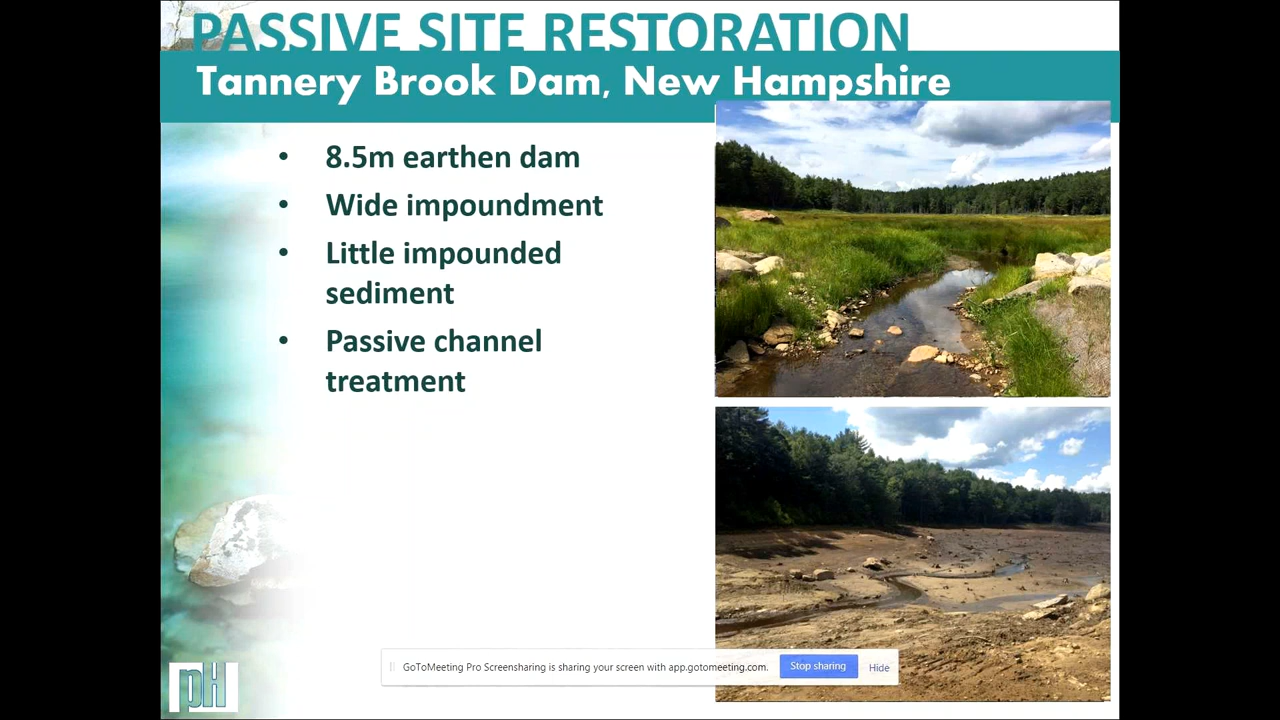 PASSIVE SITE RESTORATION
Tannery Brook Dam, New Hampshire
• 8.5m earthen dam
• Wide impoundment
• Little impounded
sediment
• Passive channel
treatment
GoToMeeting Pro Screensharing is sharing your screen with app.gotomeeting.com.
Stop sharing
Hide
pH